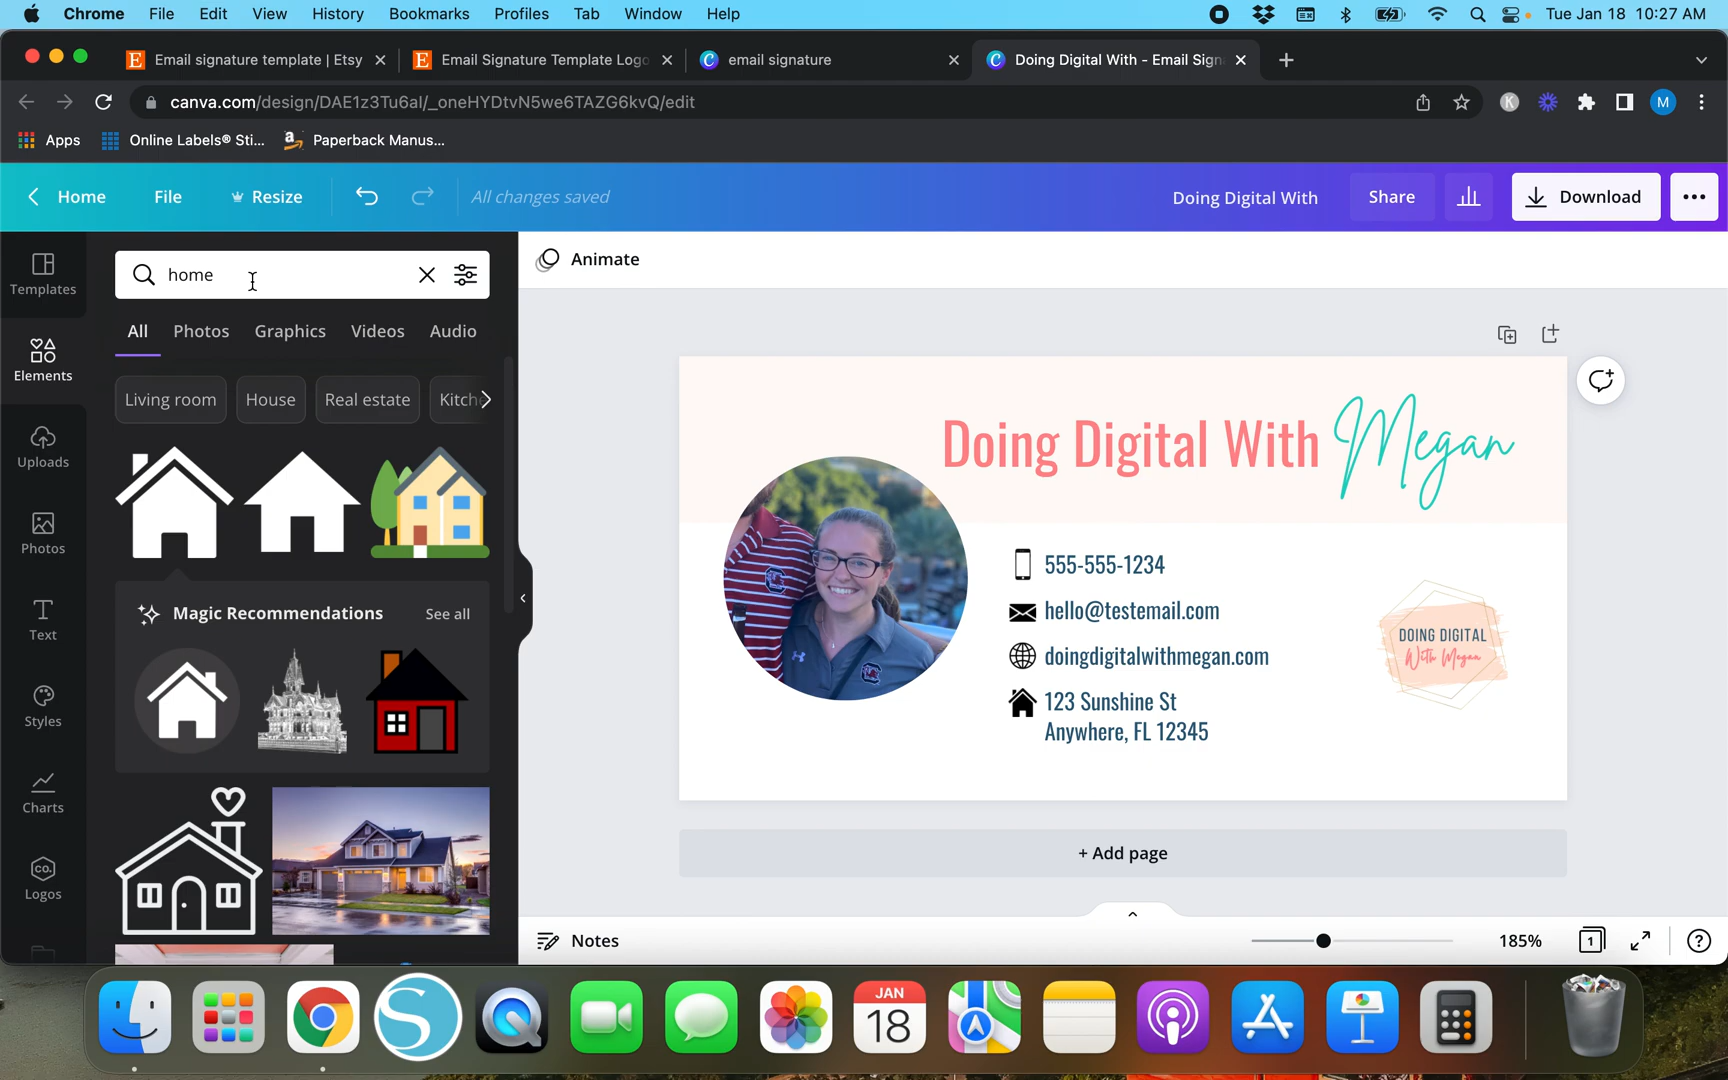 Chrome File Edit View History Bookmarks Profiles Tab Window Help Tue Jan 18 10:27 AM
Email signature template | Etsy Email Signature Template Logo email signature Doing Digital With - Email Sign
canva.com/design/DAE1z3Tu6aI/_oneHYDtvN5we6TAZG6kvQ/edit K M
Apps Online Labels® Sti... Paperback Manus...
Home File Resize All changes saved Doing Digital With Share Download
Templates
Elements
Uploads
Photos
Text
Styles
Charts
CO.
Logos
home
All Photos Graphics Videos Audio
Living room House Real estate Kitch
Magic Recommendations See all
Animate
Doing Digital With Megan
555-555-1234
hello@testemail.com
doingdigitalwithmegan.com
123 Sunshine St
Anywhere, FL 12345
DOING DIGITAL
With Megan
+ Add page
Notes 185% 1 ?
JAN
18